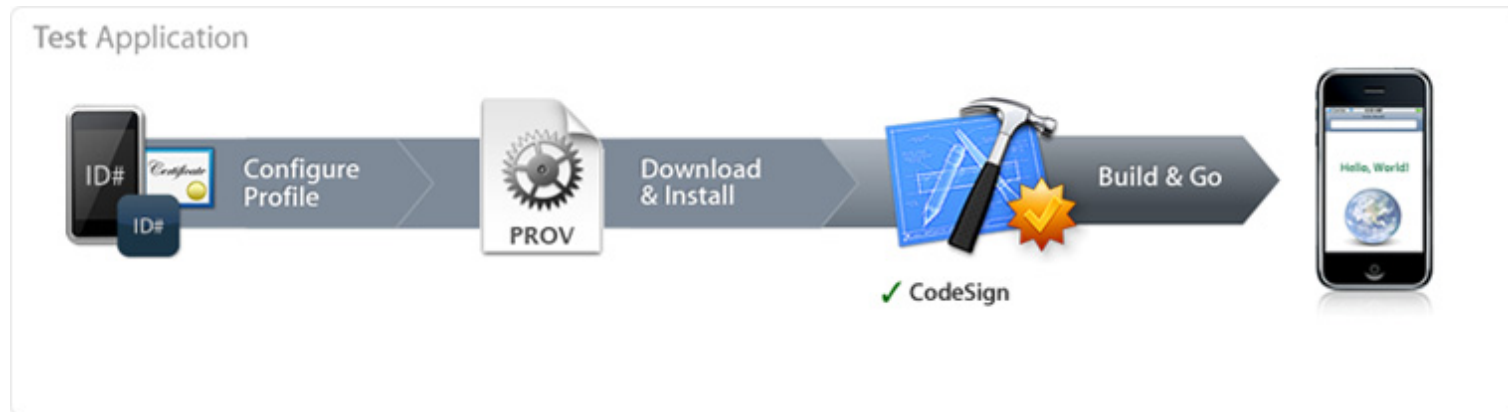 Test Application
ID#
Certificate
ID#
Configure
Profile
PROV
Download
& Install
✓ CodeSign
Build & Go
Hello, World!